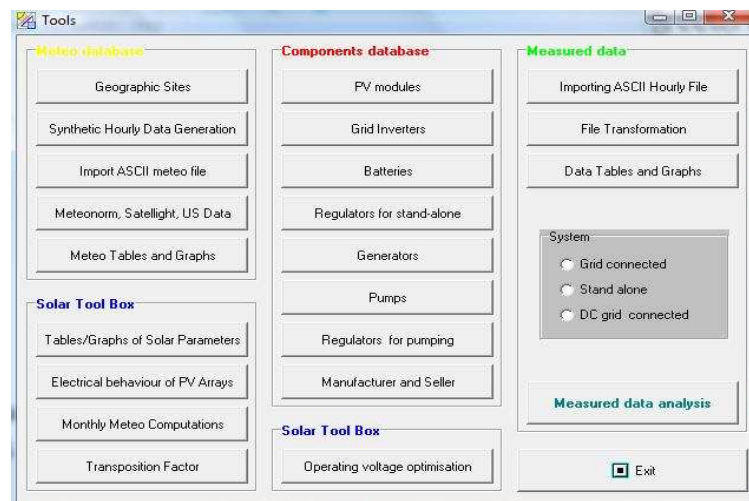 Tools
Meteo database
Geographic Sites
Synthetic Hourly Data Generation
Import ASCII meteo file
Meteonorm, Satellight, US Data
Meteo Tables and Graphs
Solar Tool Box
Tables/Graphs of Solar Parameters
Electrical behaviour of PV Arrays
Monthly Meteo Computations
Transposition Factor
Components database
PV modules
Grid Inverters
Batteries
Regulators for stand-alone
Generators
Pumps
Regulators for pumping
Manufacturer and Seller
Solar Tool Box
Operating voltage optimisation
Measured data
Importing ASCII Hourly File
File Transformation
Data Tables and Graphs
System
Grid connected
Stand alone
DC grid connected
Measured data analysis
Exit